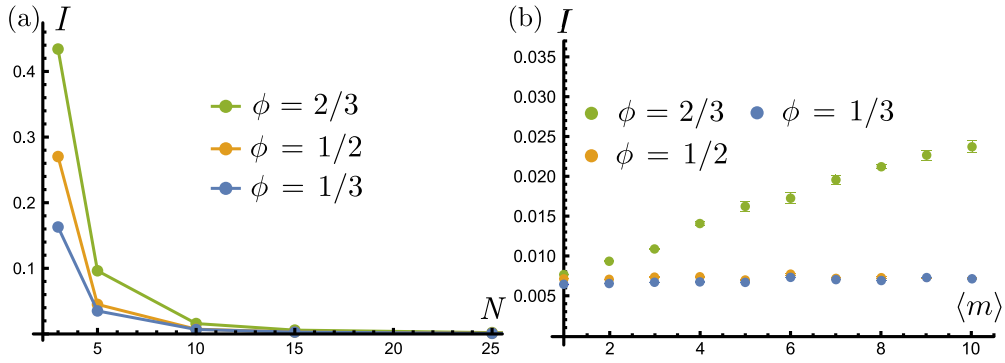 (a) I
0.4
0.3
0.2
0.1
ϕ = 2/3
ϕ = 1/2
ϕ = 1/3
N
5 10 15 20 25
(b) I
0.035
0.030
0.025
0.020
0.015
0.010
0.005
ϕ = 2/3 ϕ = 1/3
ϕ = 1/2
⟨m⟩
2 4 6 8 10